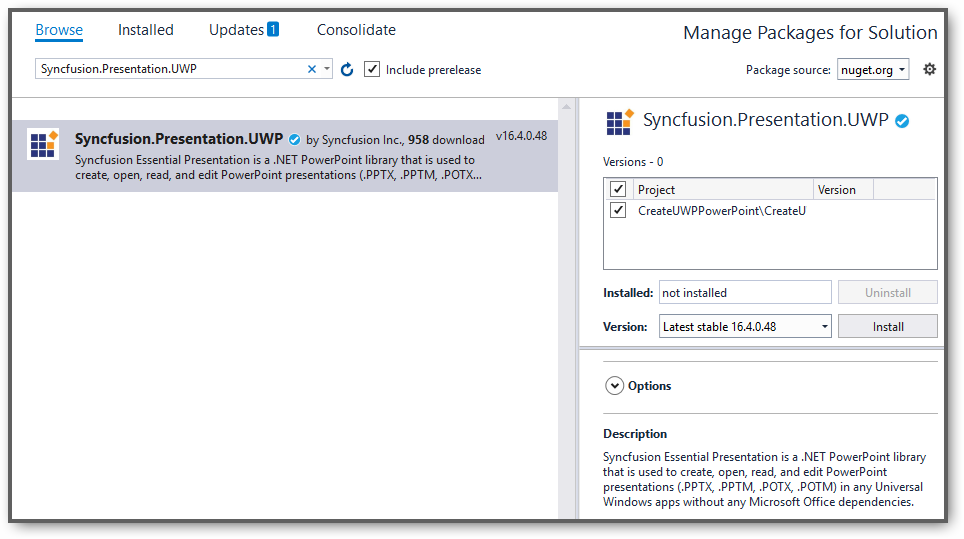 Browse Installed Updates 1 Consolidate
Manage Packages for Solution
Syncfusion.Presentation.UWP
Include prerelease
Package source: nuget.org
Syncfusion.Presentation.UWP by Syncfusion Inc., 958 download v16.4.0.48
Syncfusion Essential Presentation is a .NET PowerPoint library that is used to
create, open, read, and edit PowerPoint presentations (.PPTX, .PPTM, .POTX...
Syncfusion.Presentation.UWP
Versions - 0
Project Version
CreateUWPPowerPoint\CreateU
Installed: not installed Uninstall
Version: Latest stable 16.4.0.48 Install
Options
Description
Syncfusion Essential Presentation is a .NET PowerPoint library
that is used to create, open, read, and edit PowerPoint
presentations (.PPTX, .PPTM, .POTX, .POTM) in any Universal
Windows apps without any Microsoft Office dependencies.